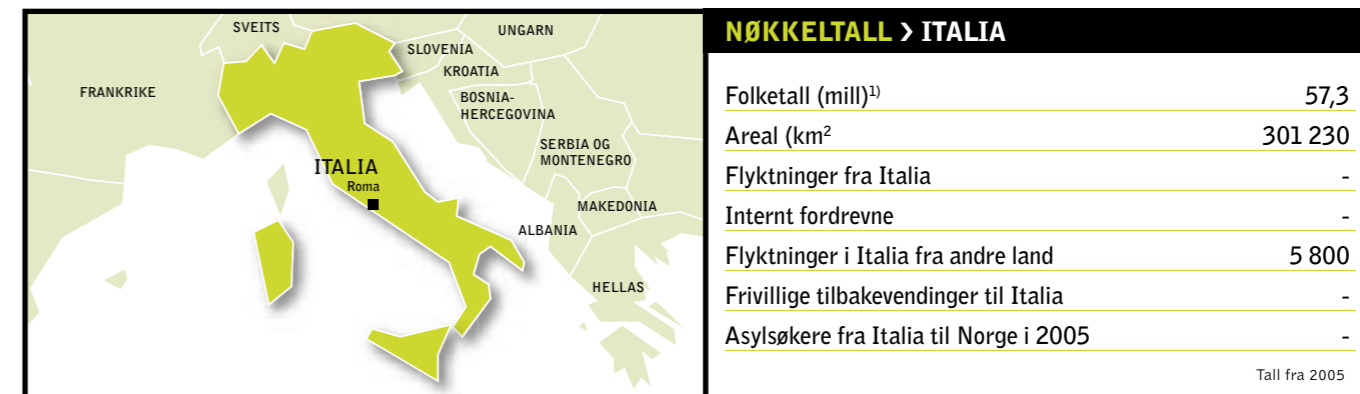 SVEITS
UNGARN
SLOVENIA
KROATIA
FRANKRIKE
BOSNIA-
HERCEGOVINA
SERBIA OG
MONTENEGRO
ITALIA
Roma
MAKEDONIA
ALBANIA
HELLAS
NØKKELTALL > ITALIA
Folketall (mill)1) 57,3
Areal (km2 301 230
Flyktninger fra Italia -
Internt fordrevne -
Flyktninger i Italia fra andre land 5 800
Frivillige tilbakevendinger til Italia -
Asylsøkere fra Italia til Norge i 2005 -
Tall fra 2005